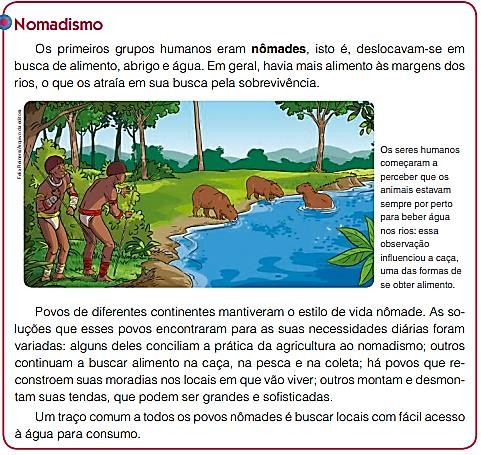 Nomadismo
Os primeiros grupos humanos eram nômades, isto é, deslocavam-se em
busca de alimento, abrigo e água. Em geral, havia mais alimento às margens dos
rios, o que os atraía em sua busca pela sobrevivência.
Os seres humanos
começaram a
perceber que os
animais estavam
sempre por perto
para beber água
nos rios: essa
observação
influenciou a caça,
uma das formas de
se obter alimento.
Povos de diferentes continentes mantiveram o estilo de vida nômade. As so-
luções que esses povos encontraram para as suas necessidades diárias foram
variadas: alguns deles conciliam a prática da agricultura ao nomadismo; outros
continuam a buscar alimento na caça, na pesca e na coleta; há povos que re-
constroem suas moradias nos locais em que vão viver; outros montam e desmon-
tam suas tendas, que podem ser grandes e sofisticadas.
Um traço comum a todos os povos nômades é buscar locais com fácil acesso
à água para consumo.